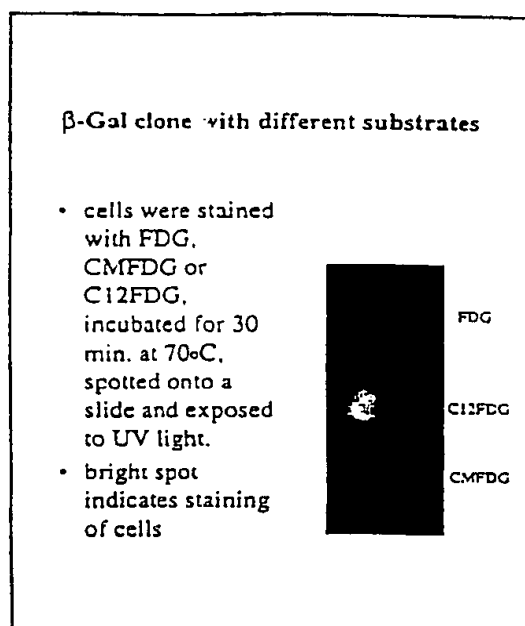 β-Gal clone with different substrates
• cells were stained
with FDG,
CMFDG or
C12FDG,
incubated for 30
min. at 70oC,
spotted onto a
slide and exposed
to UV light.
• bright spot
indicates staining
of cells
FDG
C12FDG
CMFDG